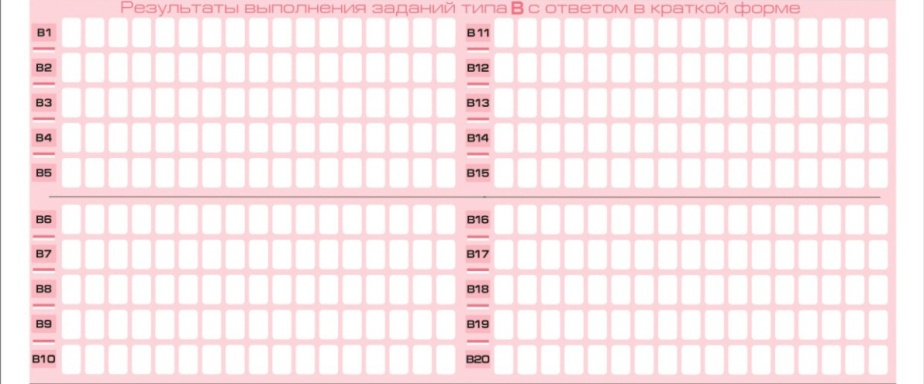 Результаты выполнения заданий типа В с ответом в краткой форме
B1
B2
B3
B4
B5
B6
B7
B8
B9
B10
B11
B12
B13
B14
B15
B16
B17
B18
B19
B20